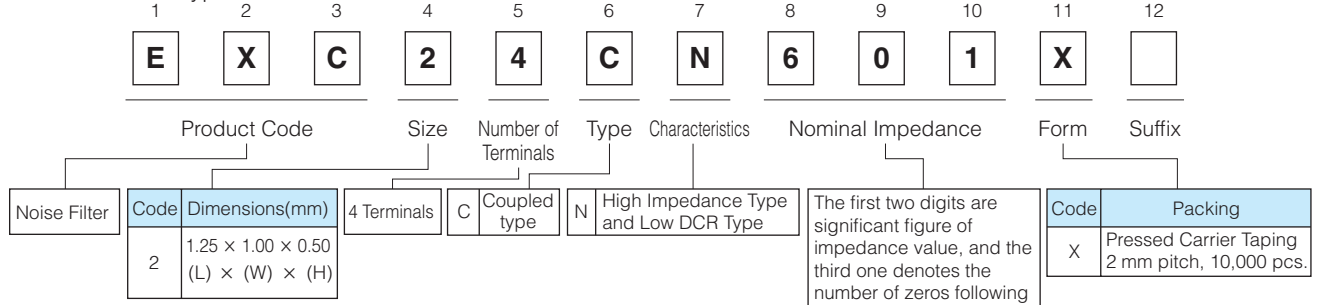 1 2 3 4 5 6 7 8 9 10 11 12
E X C 2 4 C N 6 0 1 X
Product Code Size Number of Terminals Type Characteristics Nominal Impedance Form Suffix
Noise Filter
Code Dimensions(mm)
2 1.25 × 1.00 × 0.50
(L) × (W) × (H)
4 Terminals
C Coupled
type
N High Impedance Type
and Low DCR Type
The first two digits are
significant figure of
impedance value, and the
third one denotes the
number of zeros following
Code Packing
X Pressed Carrier Taping
2 mm pitch, 10,000 pcs.